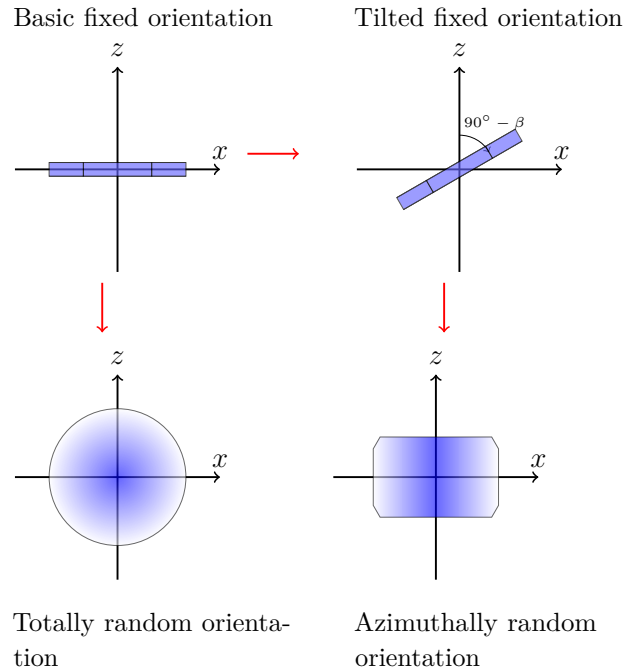 Basic fixed orientation
Tilted fixed orientation
z
z
90° − β
x
x
z
z
x
x
Totally random orienta-
tion
Azimuthally random
orientation